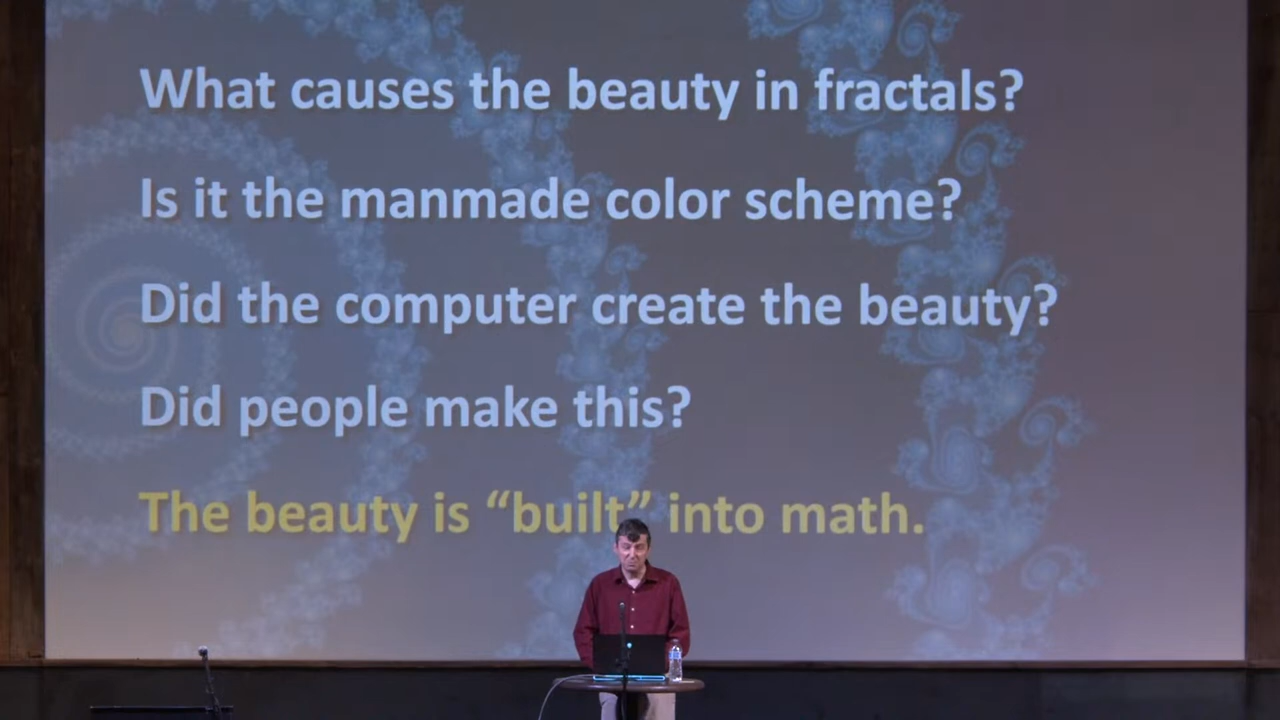 What causes the beauty in fractals?
Is it the manmade color scheme?
Did the computer create the beauty?
Did people make this?
The beauty is “built” into math.